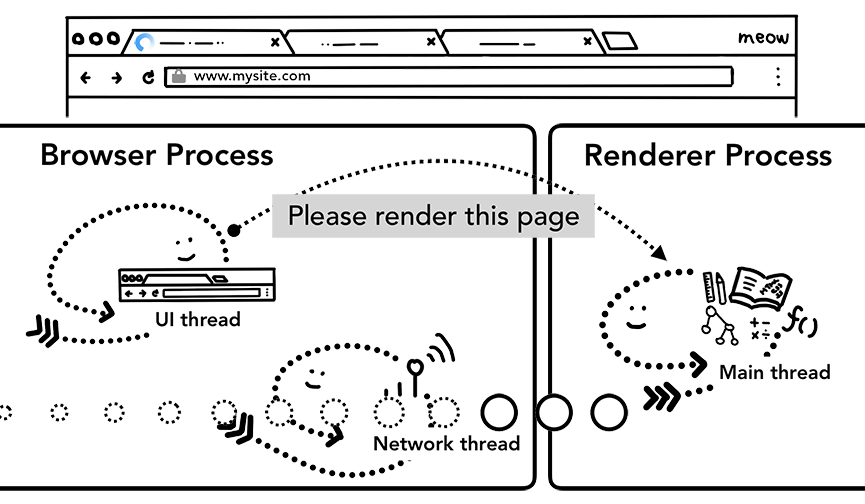 meow
www.mysite.com
Browser Process
Renderer Process
Please render this page
UI thread
f()
+-
×÷
Main thread
Network thread